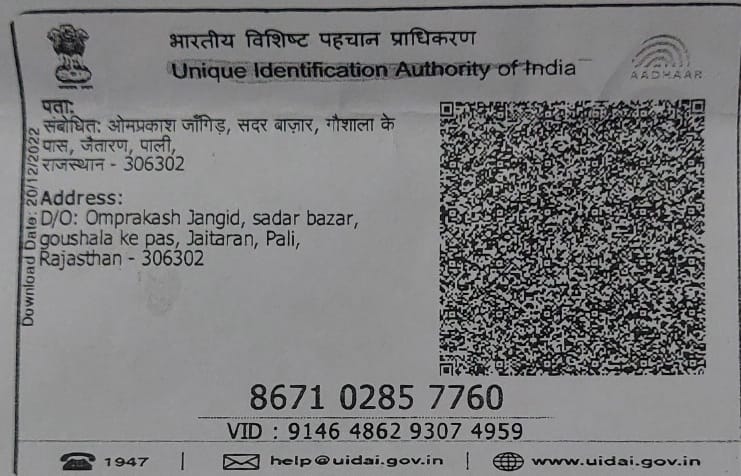 भारतीय विशिष्ट पहचान प्राधिकरण
Unique Identification Authority of India
AADHAAR
पता:
संबोधित: ओमप्रकाश जाँगिड़, सदर बाज़ार, गौशाला के
पास, जैतारण, पाली,
राजस्थान - 306302
Address:
D/O: Omprakash Jangid, sadar bazar,
goushala ke pas, Jaitaran, Pali,
Rajasthan - 306302
Download Date: 20/12/2022
8671 0285 7760
VID : 9146 4862 9307 4959
1947 | help@uidai.gov.in | www.uidai.gov.in